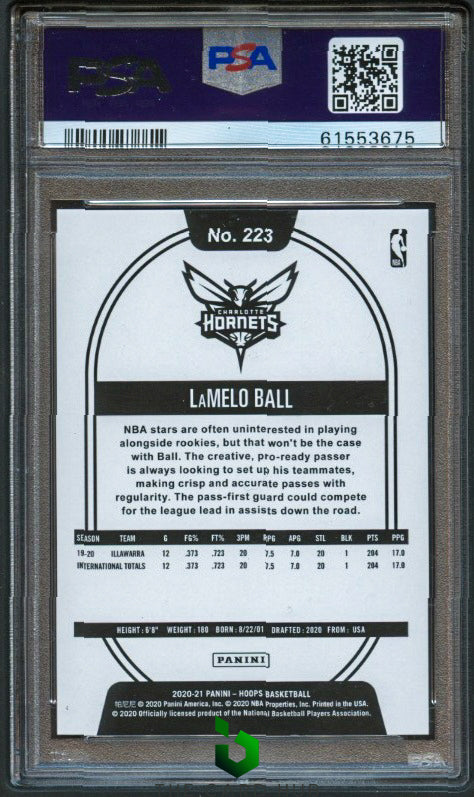 PSA
PSA
61553675
No. 223
NBA
CHARLOTTE
HORNETS
LAMELO BALL
NBA stars are often uninterested in playing
alongside rookies, but that won't be the case
with Ball. The creative, pro-ready passer
is always looking to set up his teammates,
making crisp and accurate passes with
regularity. The pass-first guard could compete
for the league lead in assists down the road.
SEASON TEAM G FG% FT% 3PM RPG APG STL BLK PTS PPG
19-20 ILLAWARRA 12 .373 .723 20 7.5 7.0 20 1 204 17.0
INTERNATIONAL TOTALS 12 .373 .723 20 7.5 7.0 20 1 204 17.0
HEIGHT: 6'8" WEIGHT: 180 BORN: 8/22/01 DRAFTED: 2020 FROM: USA
PANINI
2020-21 PANINI – HOOPS BASKETBALL
帕尼尼 © 2020 Panini America, Inc. © 2020 NBA Properties, Inc. Printed in the USA.
© 2020 Officially licensed product of the National Basketball Players Association.
PSA